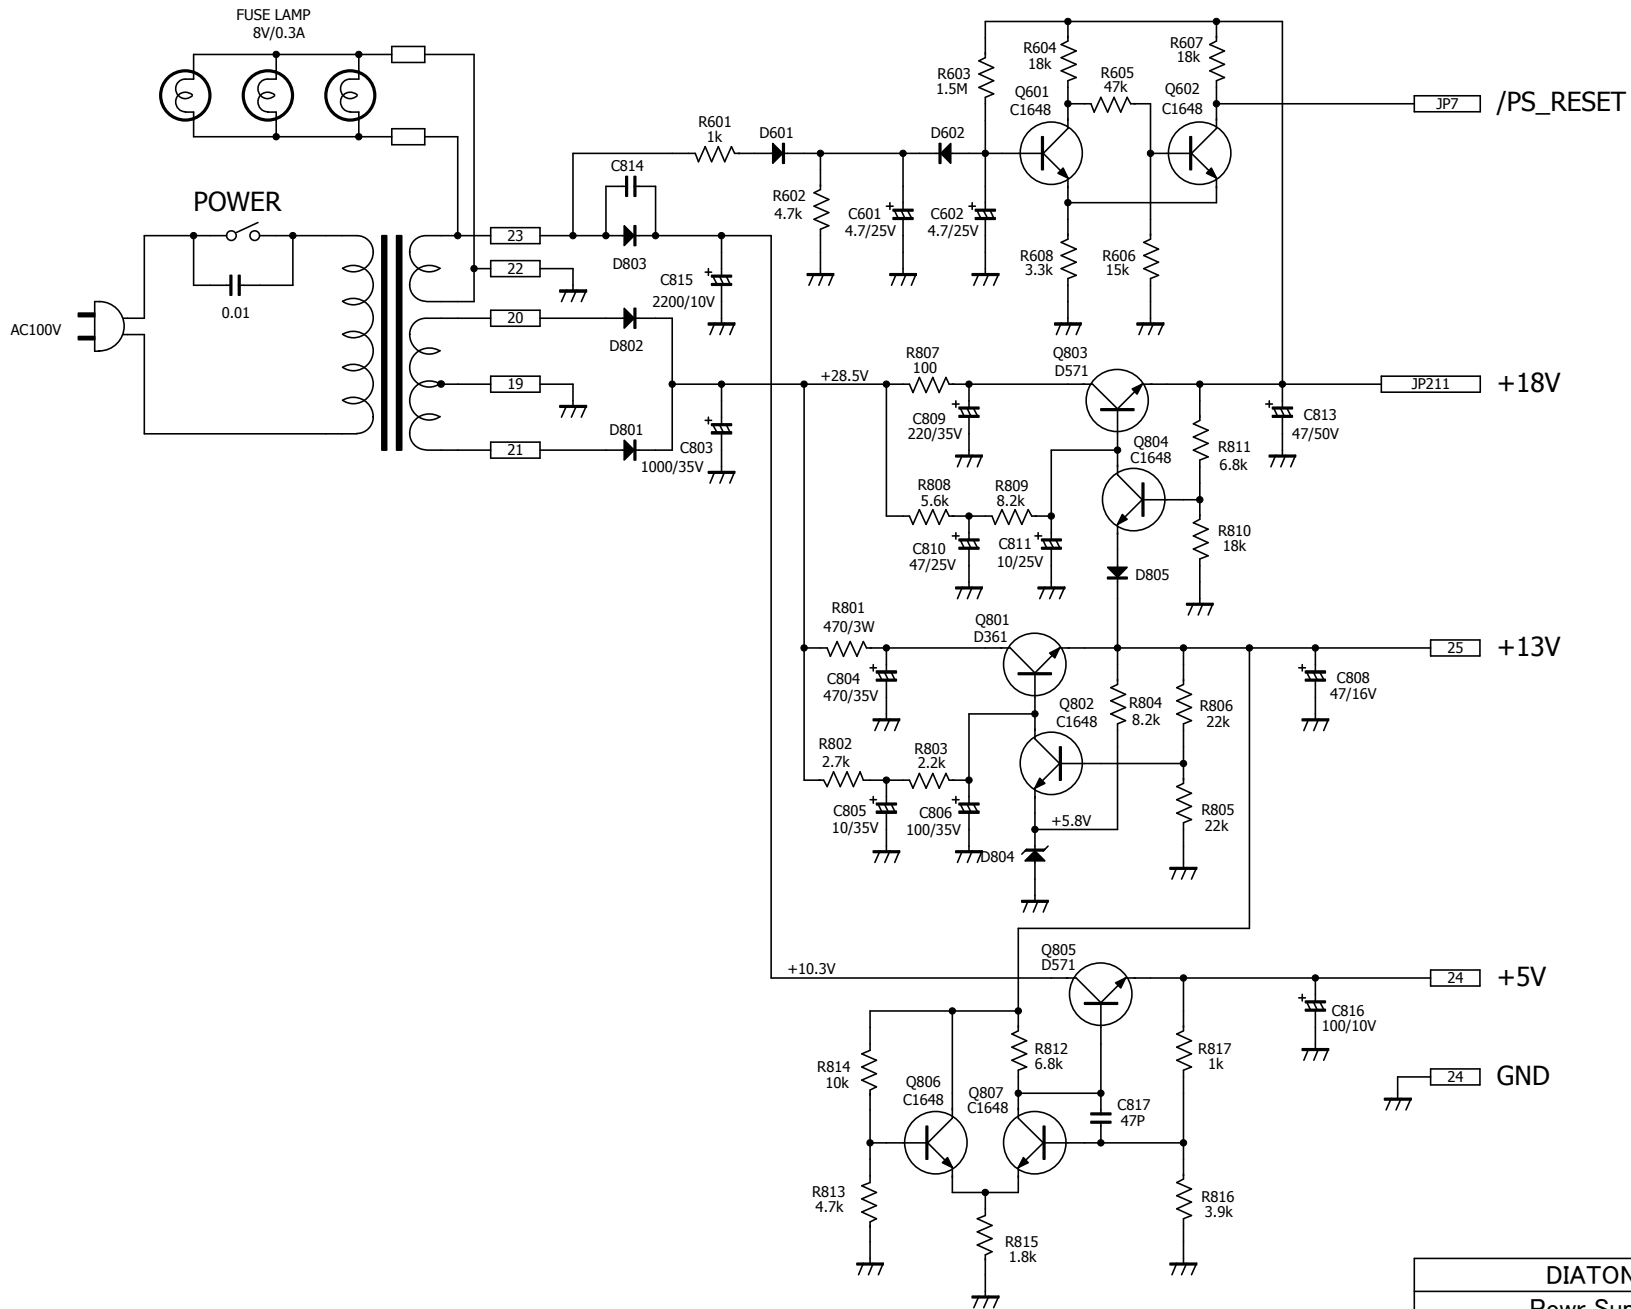 FUSE LAMP
8V/0.3A
POWER
0.01
AC100V
23
22
20
19
21
C814
D803
C815
2200/10V
D802
D801
C803
1000/35V
R601
1k
D601
R602
4.7k
C601
4.7/25V
D602
C602
4.7/25V
R603
1.5M
R604
18k
Q601
C1648
R605
47k
R607
18k
Q602
C1648
R608
3.3k
R606
15k
JP7
/PS_RESET
+28.5V
R807
100
C809
220/35V
Q803
D571
R808
5.6k
R809
8.2k
C810
47/25V
C811
10/25V
Q804
C1648
R811
6.8k
R810
18k
D805
C813
47/50V
JP211
+18V
R801
470/3W
C804
470/35V
Q801
D361
R802
2.7k
R803
2.2k
C805
10/35V
C806
100/35V
Q802
C1648
R804
8.2k
R806
22k
R805
22k
+5.8V
D804
C808
47/16V
25
+13V
+10.3V
Q805
D571
R814
10k
R813
4.7k
Q806
C1648
R812
6.8k
Q807
C1648
R815
1.8k
C817
47P
R817
1k
R816
3.9k
C816
100/10V
24
+5V
24
GND
DIATON
Powr Sup